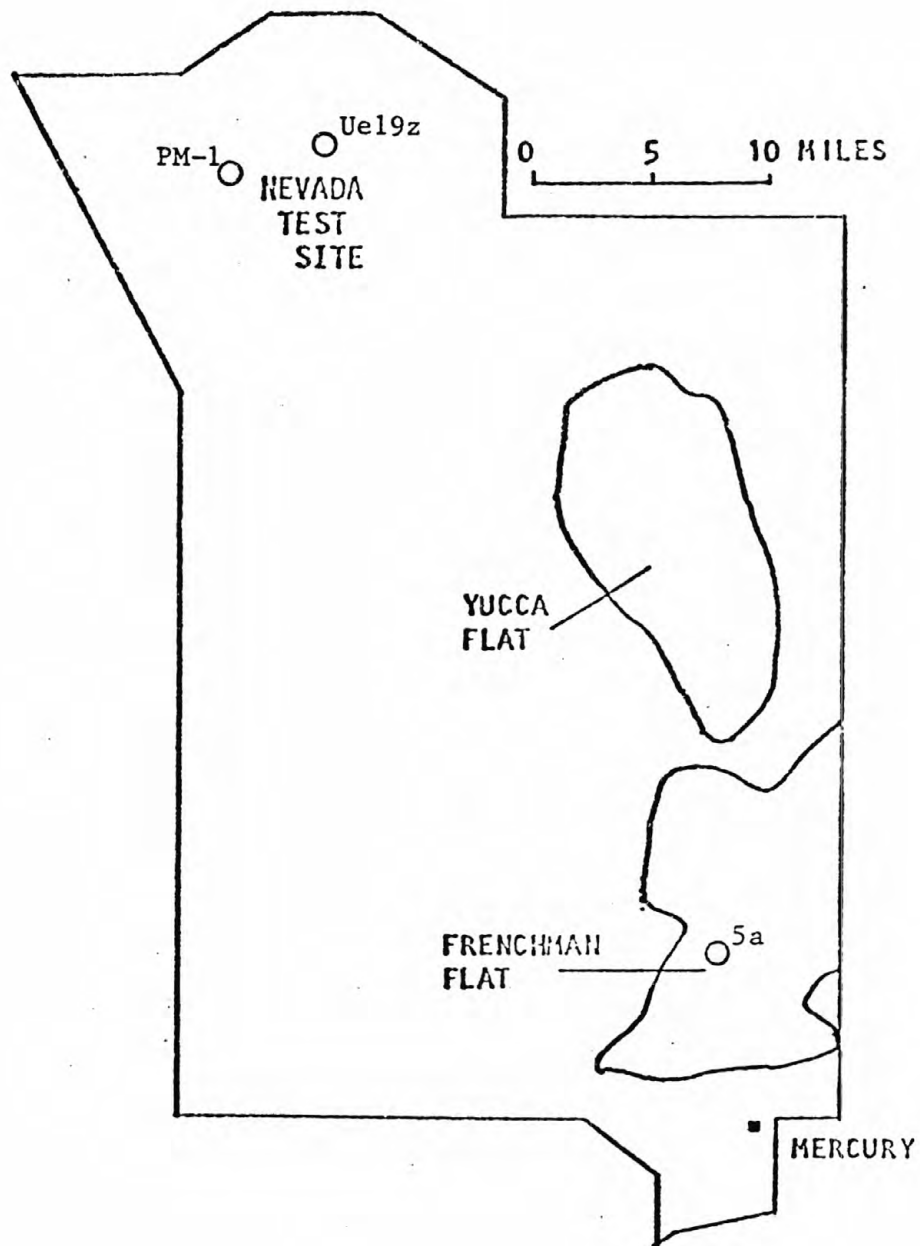 Ue19z
PM-1
0 5 10 MILES
NEVADA
TEST
SITE
YUCCA
FLAT
5a
FRENCHMAN
FLAT
MERCURY